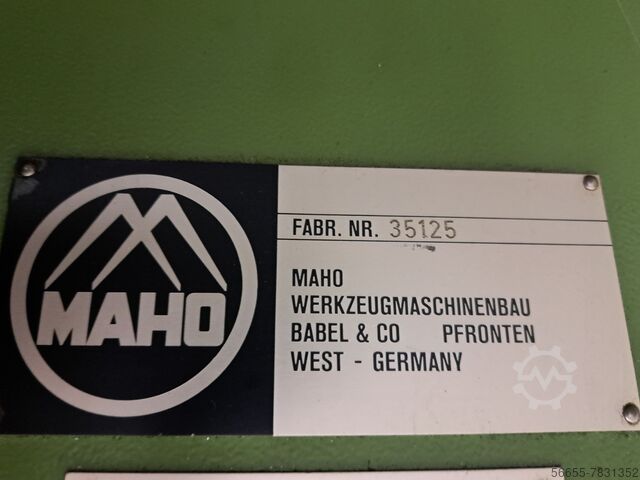 MAHO
FABR. NR. 35125
MAHO
WERKZEUGMASCHINENBAU
BABEL & CO PFRONTEN
WEST - GERMANY
56655-7831352